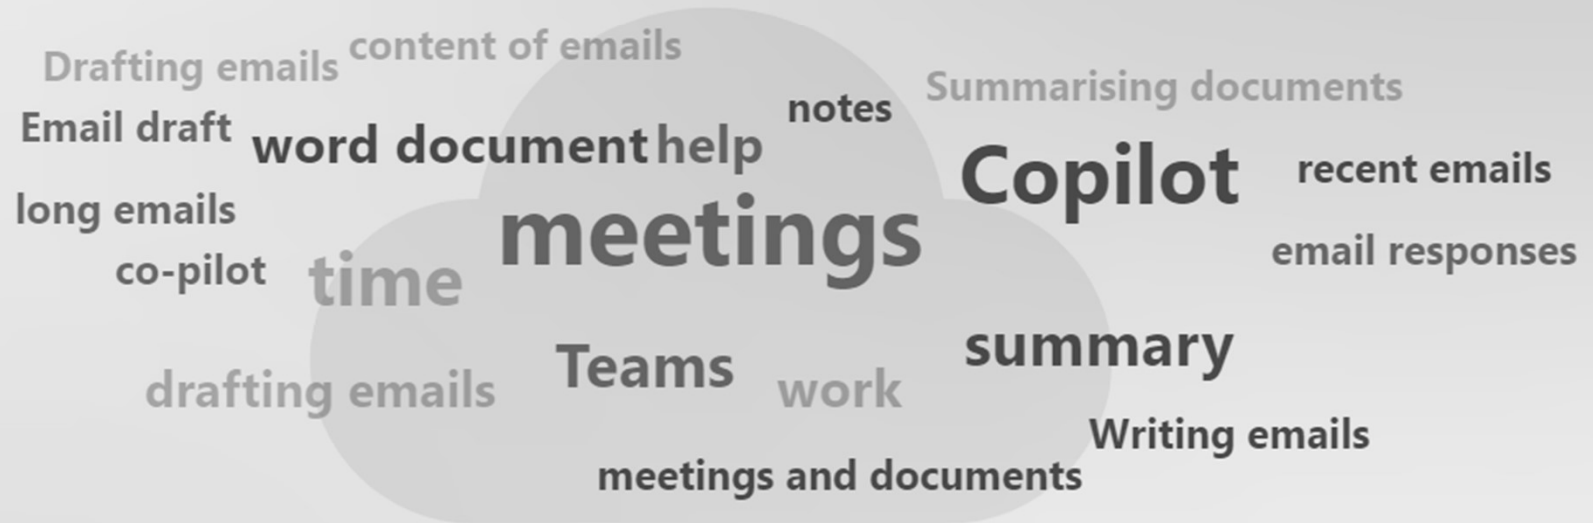 Drafting emails
content of emails
Summarising documents
Email draft
word document
help
notes
Copilot
recent emails
long emails
meetings
email responses
co-pilot
time
Teams
summary
drafting emails
work
Writing emails
meetings and documents